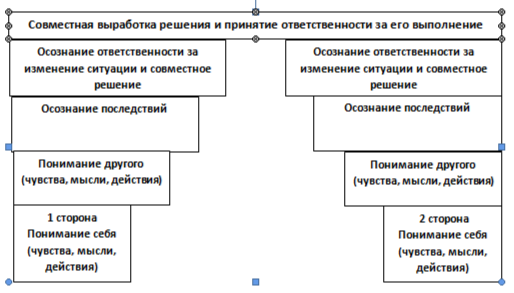 Совместная выработка решения и принятие ответственности за его выполнение
Осознание ответственности за
изменение ситуации и совместное
решение
Осознание ответственности за
изменение ситуации и совместное
решение
Осознание последствий
Осознание последствий
Понимание другого
(чувства, мысли, действия)
Понимание другого
(чувства, мысли, действия)
1 сторона
Понимание себя
(чувства, мысли,
действия)
2 сторона
Понимание себя
(чувства, мысли,
действия)